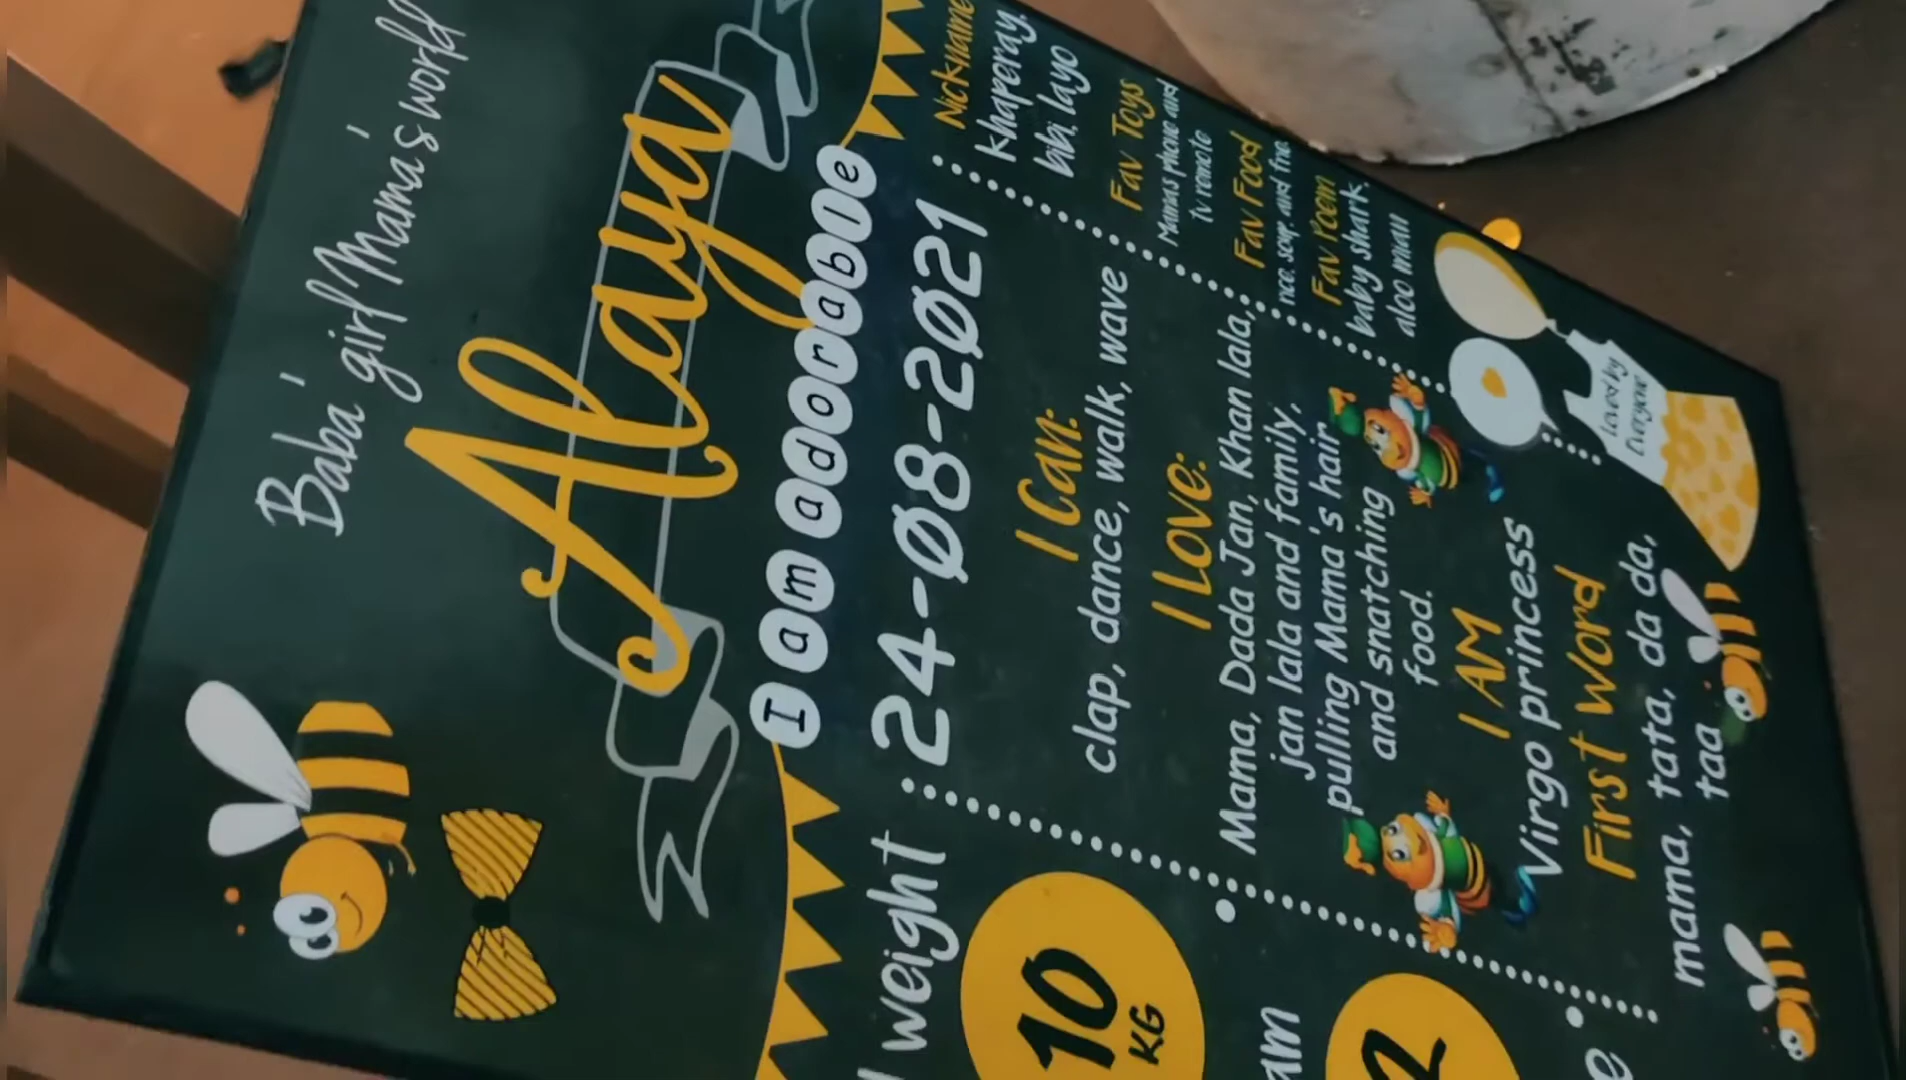 Baba' girl Mama's world
Alaya
I am adorable
24-08-2021
I weight
10
KG
am
I Can:
clap, dance, walk, wave
I Love:
Mama, Dada Jan, Khan lala,
jan lala and family,
pulling Mama's hair
and snatching
food.
I AM
Virgo princess
First Word
mama, tata, da da,
taa
Nickname
khaperay,
bibi, layo
Fav Toys
Mamas phone and
tv remote
Fav Food
rice, soup, and
Fav Poem
baby shark,
aloo mian
Loved by
Everyone